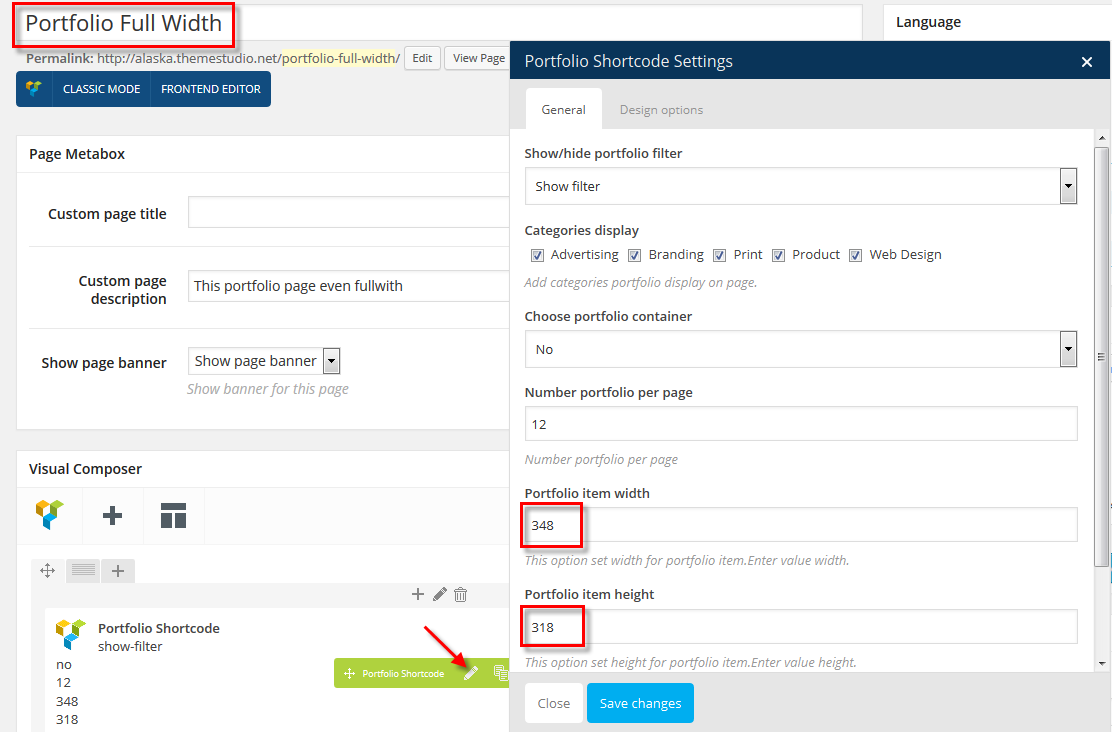 Portfolio Full Width
Permalink: http://alaska.themestudio.net/portfolio-full-width/ Edit View Page
CLASSIC MODE FRONTEND EDITOR
Page Metabox
Custom page title
Custom page description This portfolio page even fullwith
Show page banner Show page banner
Show banner for this page
Visual Composer
Portfolio Shortcode
show-filter
no
12
348
318
Portfolio Shortcode
Language
Portfolio Shortcode Settings
General Design options
Show/hide portfolio filter
Show filter
Categories display
Advertising Branding Print Product Web Design
Add categories portfolio display on page.
Choose portfolio container
No
Number portfolio per page
12
Number portfolio per page
Portfolio item width
348
This option set width for portfolio item.Enter value width.
Portfolio item height
318
This option set height for portfolio item.Enter value height.
Close Save changes